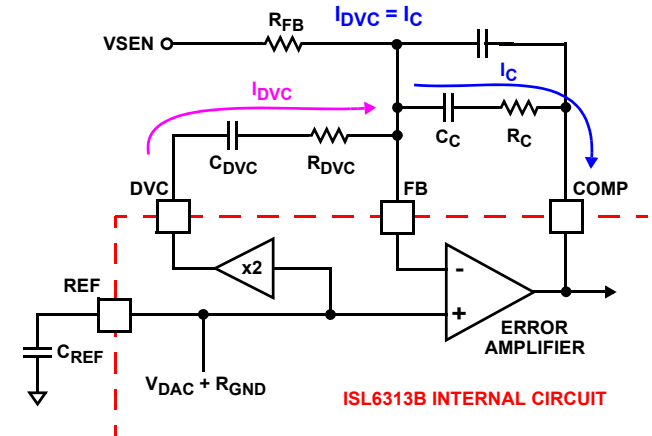 RFB
IDVC = IC
VSEN
IDVC
IC
CDVC
RDVC
CC
RC
DVC
FB
COMP
x2
REF
-
+
CREF
ERROR
AMPLIFIER
VDAC + RGND
ISL6313B INTERNAL CIRCUIT